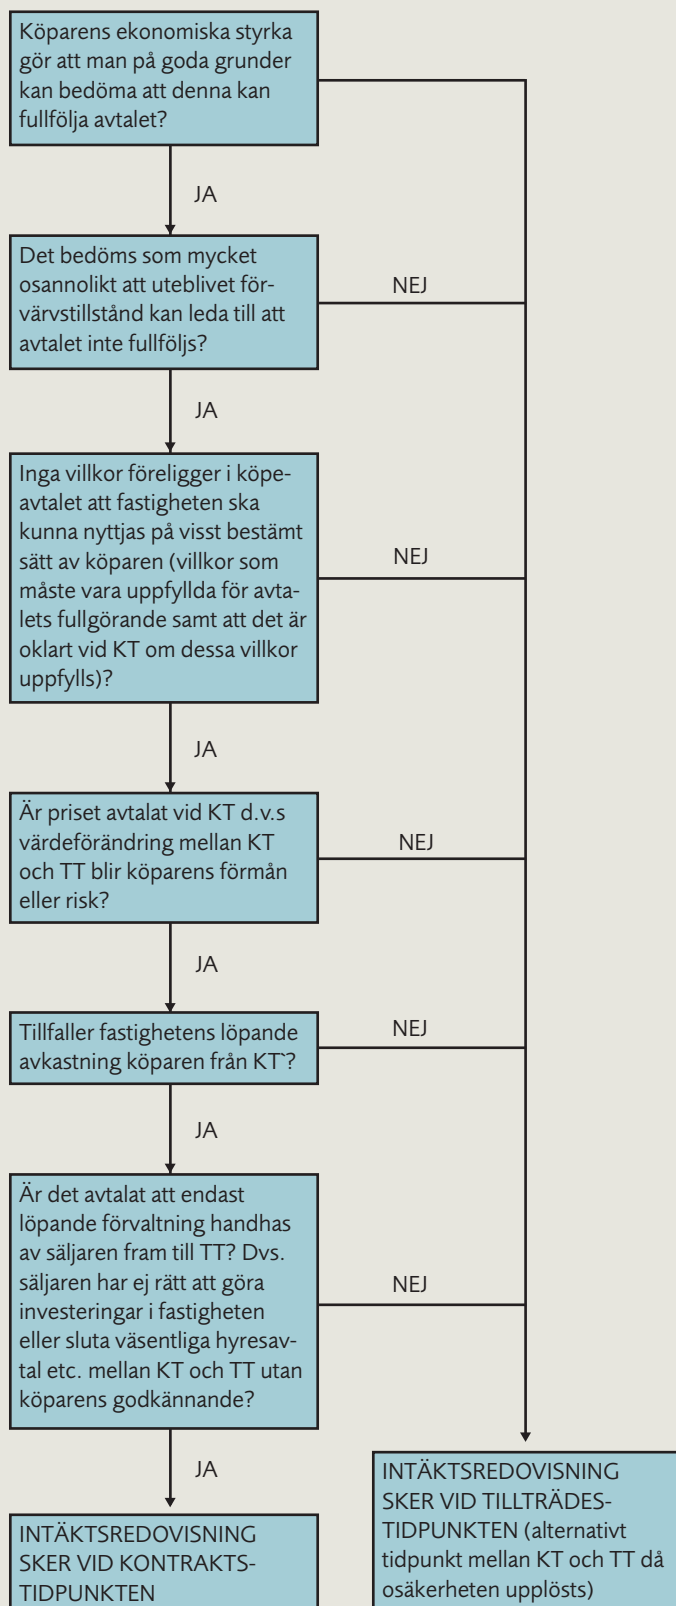 Köparens ekonomiska styrka
gör att man på goda grunder
kan bedöma att denna kan
fullfölja avtalet?
JA
Det bedöms som mycket
osannolikt att uteblivet för-
värvstillstånd kan leda till att
avtalet inte fullföljs?
NEJ
JA
Inga villkor föreligger i köpe-
avtalet att fastigheten ska
kunna nyttjas på visst bestämt
sätt av köparen (villkor som
måste vara uppfyllda för avta-
lets fullgörande samt att det är
oklart vid KT om dessa villkor
uppfylls)?
NEJ
JA
Är priset avtalat vid KT d.v.s
värdeförändring mellan KT
och TT blir köparens förmån
eller risk?
NEJ
JA
Tillfaller fastighetens löpande
avkastning köparen från KT`?
NEJ
JA
Är det avtalat att endast
löpande förvaltning handhas
av säljaren fram till TT? Dvs.
säljaren har ej rätt att göra
investeringar i fastigheten
eller sluta väsentliga hyresav-
tal etc. mellan KT och TT utan
köparens godkännande?
NEJ
JA
INTÄKTSREDOVISNING
SKER VID KONTRAKTS-
TIDPUNKTEN
INTÄKTSREDOVISNING
SKER VID TILLTRÄDES-
TIDPUNKTEN (alternativt
tidpunkt mellan KT och TT då
osäkerheten upplösts)